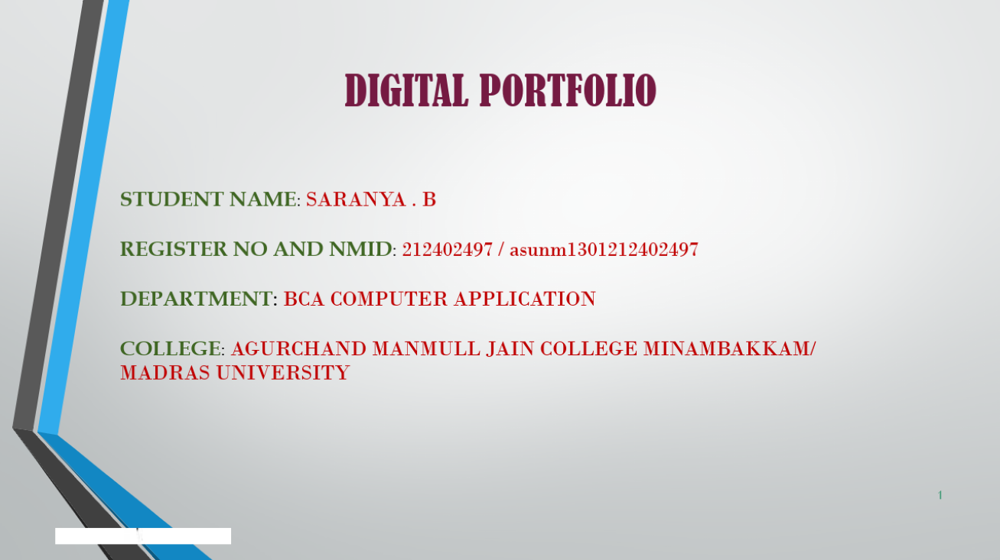 DIGITAL PORTFOLIO
STUDENT NAME: SARANYA . B
REGISTER NO AND NMID: 212402497 / asunm1301212402497
DEPARTMENT: BCA COMPUTER APPLICATION
COLLEGE: AGURCHAND MANMULL JAIN COLLEGE MINAMBAKKAM/
MADRAS UNIVERSITY
1